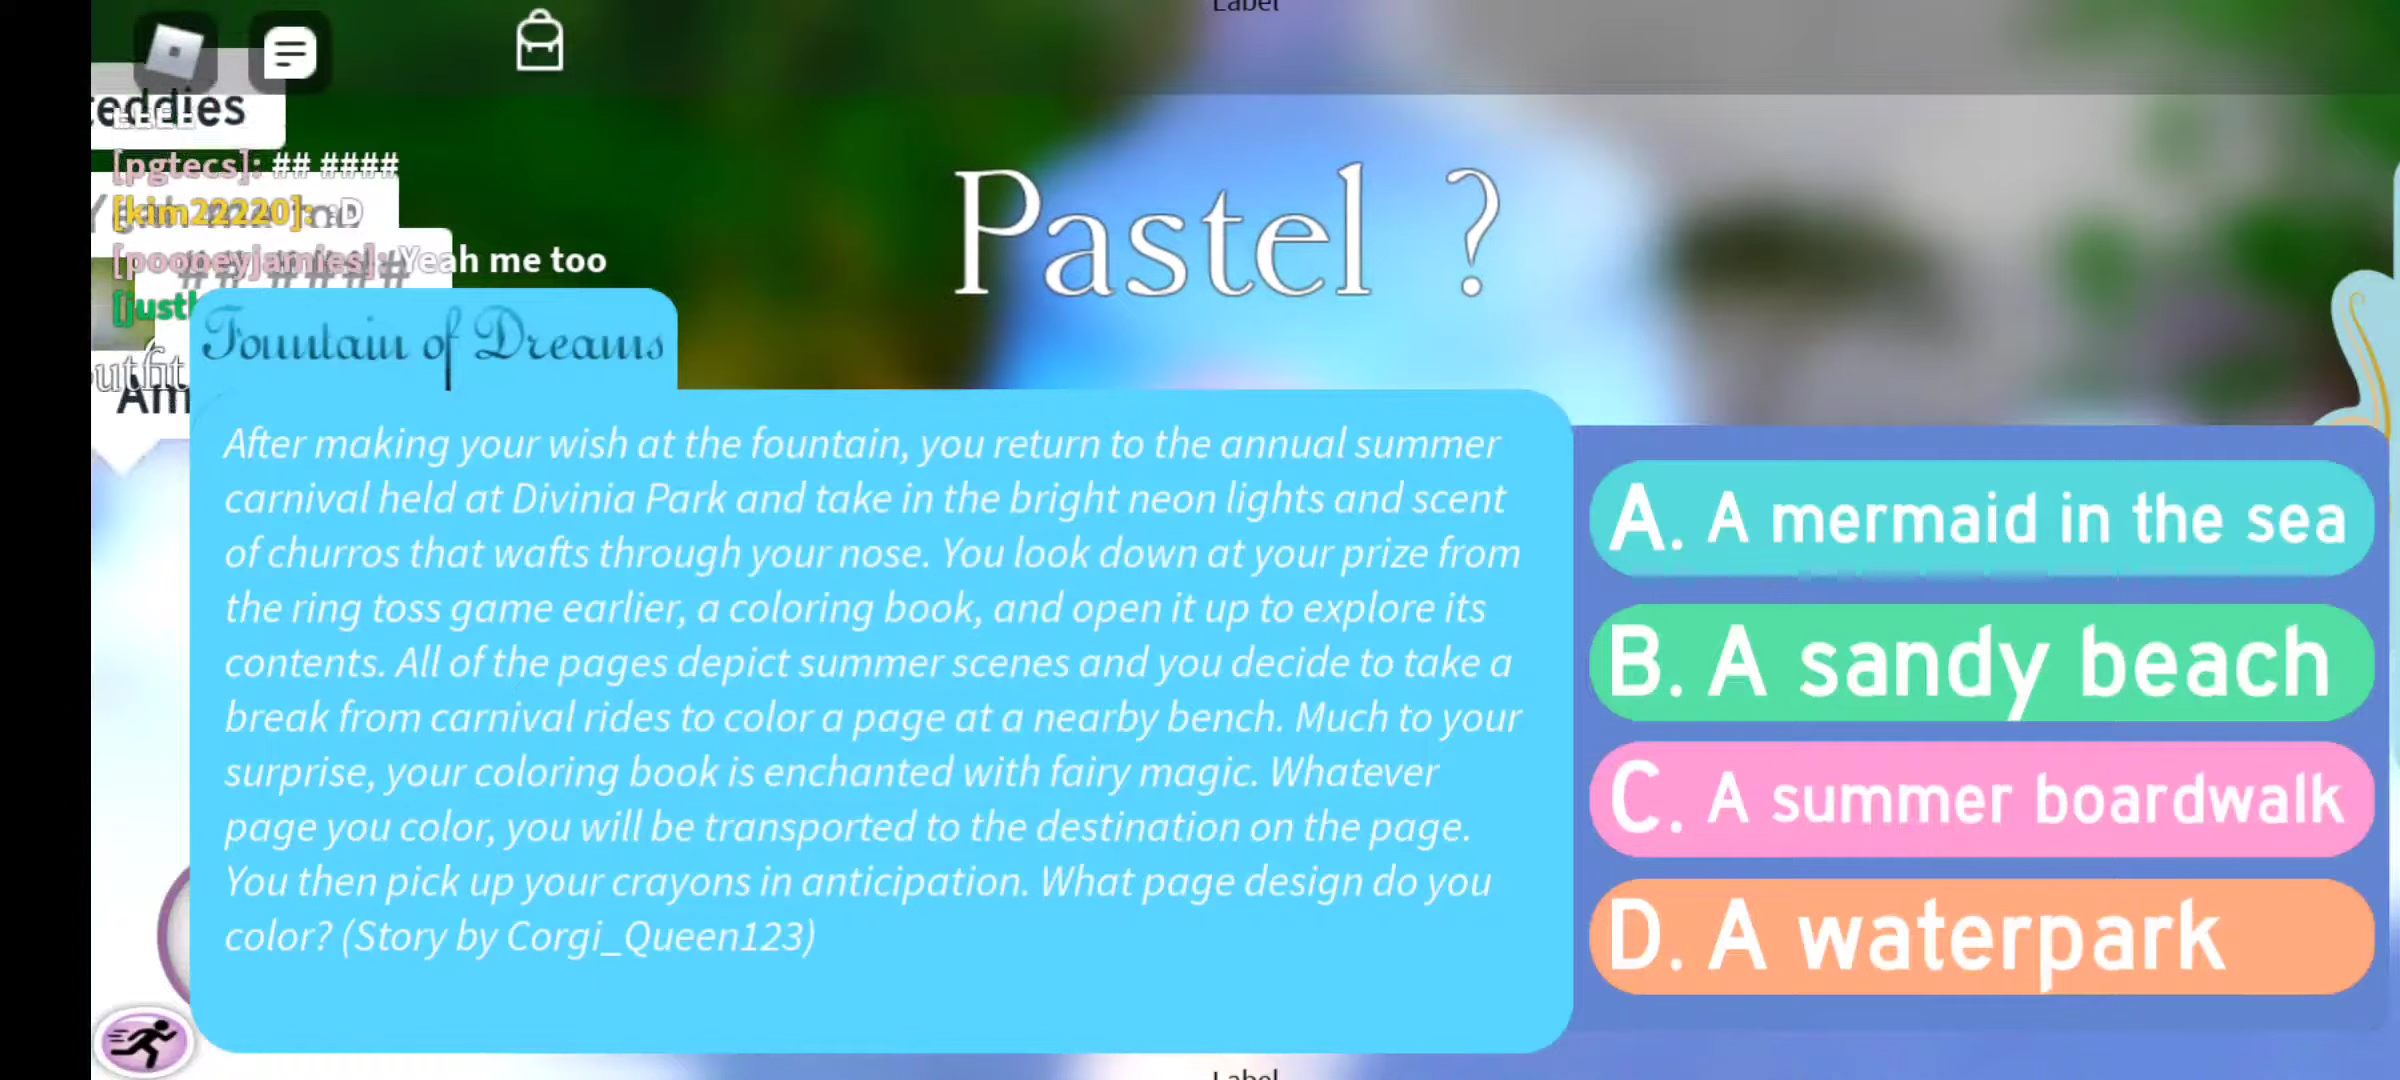 Label
teddies
[pgtecs]: ## ####
[kim22220]: :D
[pooneyjamies]: Yeah me too
## ####
[justh
outfit
Am
Pastel ?
Fountain of Dreams
After making your wish at the fountain, you return to the annual summer
carnival held at Divinia Park and take in the bright neon lights and scent
of churros that wafts through your nose. You look down at your prize from
the ring toss game earlier, a coloring book, and open it up to explore its
contents. All of the pages depict summer scenes and you decide to take a
break from carnival rides to color a page at a nearby bench. Much to your
surprise, your coloring book is enchanted with fairy magic. Whatever
page you color, you will be transported to the destination on the page.
You then pick up your crayons in anticipation. What page design do you
color? (Story by Corgi_Queen123)
A. A mermaid in the sea
B. A sandy beach
C. A summer boardwalk
D. A waterpark
Label